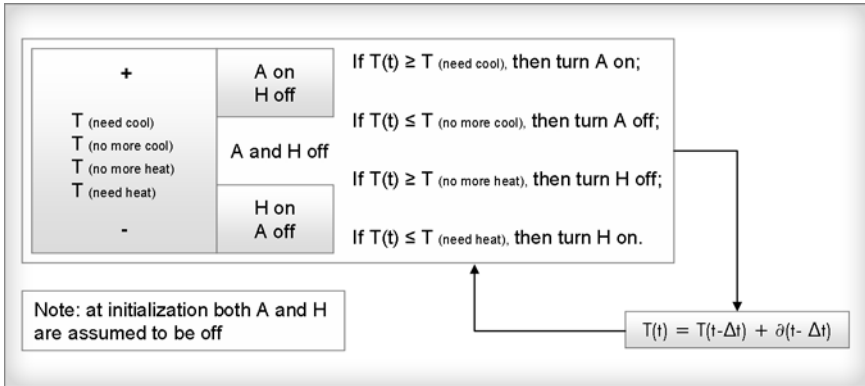 +
T (need cool)
T (no more cool)
T (no more heat)
T (need heat)
-
A on
H off
A and H off
H on
A off
If T(t) ≥ T (need cool), then turn A on;
If T(t) ≤ T (no more cool), then turn A off;
If T(t) ≥ T (no more heat), then turn H off;
If T(t) ≤ T (need heat), then turn H on.
Note: at initialization both A and H
are assumed to be off
T(t) = T(t-Δt) + ∂(t- Δt)